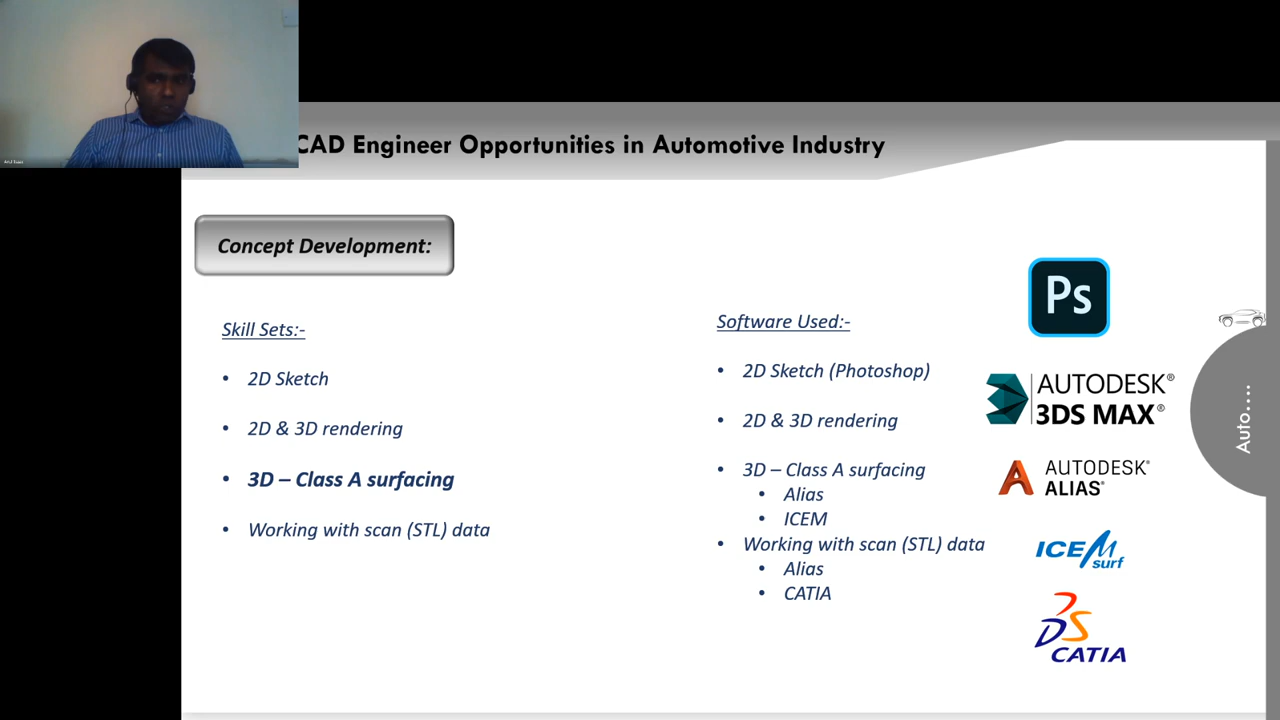 CAD Engineer Opportunities in Automotive Industry
Concept Development:
Skill Sets:-
• 2D Sketch
• 2D & 3D rendering
• 3D – Class A surfacing
• Working with scan (STL) data
Software Used:-
• 2D Sketch (Photoshop)
• 2D & 3D rendering
• 3D – Class A surfacing
• Alias
• ICEM
• Working with scan (STL) data
• Alias
• CATIA
Ps
AUTODESK®
3DS MAX®
AUTODESK®
ALIAS®
ICEM
surf
DS
CATIA
Auto....